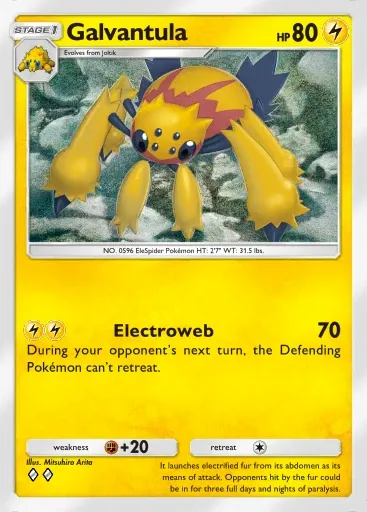 STAGE 1
Galvantula
HP 80
Evolves from Joltik
NO. 0596 EleSpider Pokémon HT: 2'7" WT: 31.5 lbs.
Electroweb 70
During your opponent's next turn, the Defending
Pokémon can't retreat.
weakness +20 retreat
Illus. Mitsuhiro Arita
It launches electrified fur from its abdomen as its
means of attack. Opponents hit by the fur could
be in for three full days and nights of paralysis.